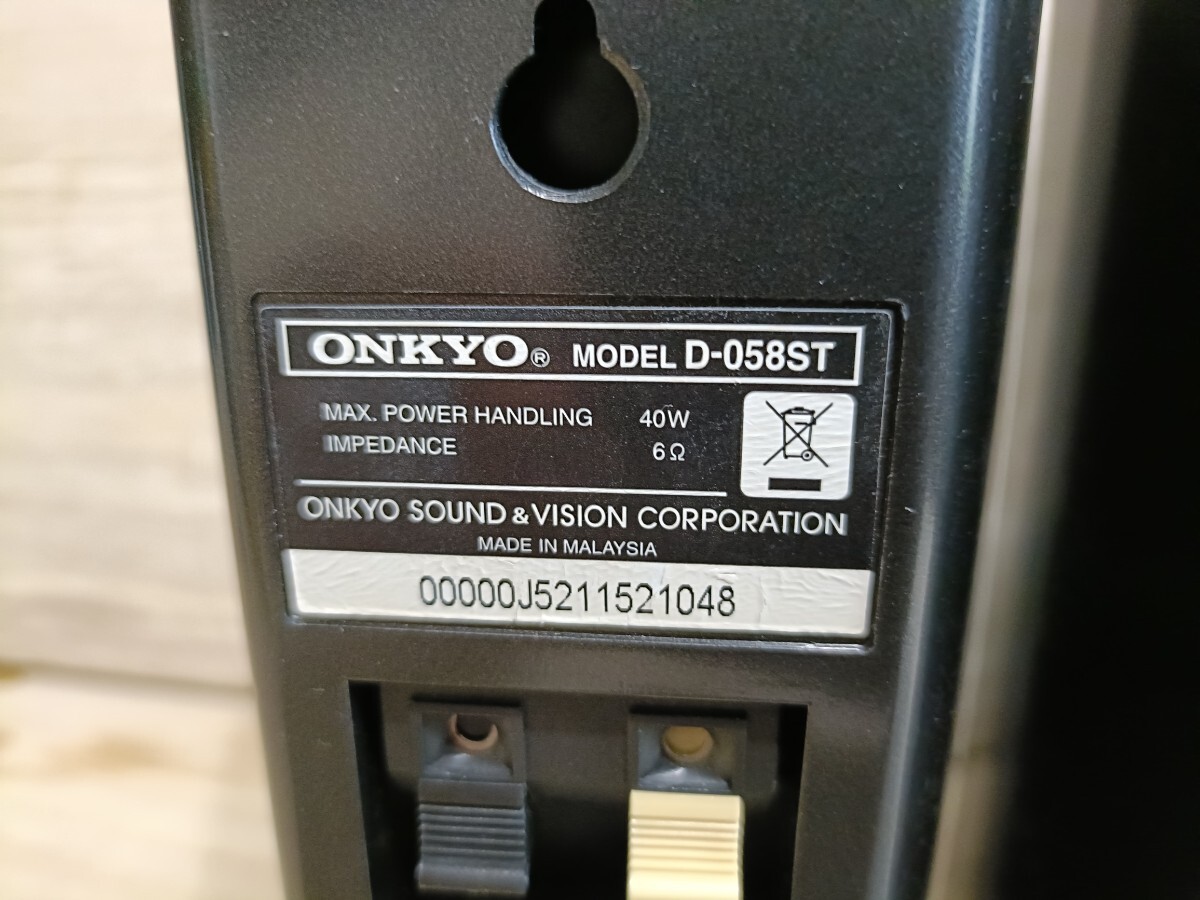 ONKYO® MODEL D-058ST
MAX. POWER HANDLING 40W
IMPEDANCE 6Ω
ONKYO SOUND & VISION CORPORATION
MADE IN MALAYSIA
00000J5211521048